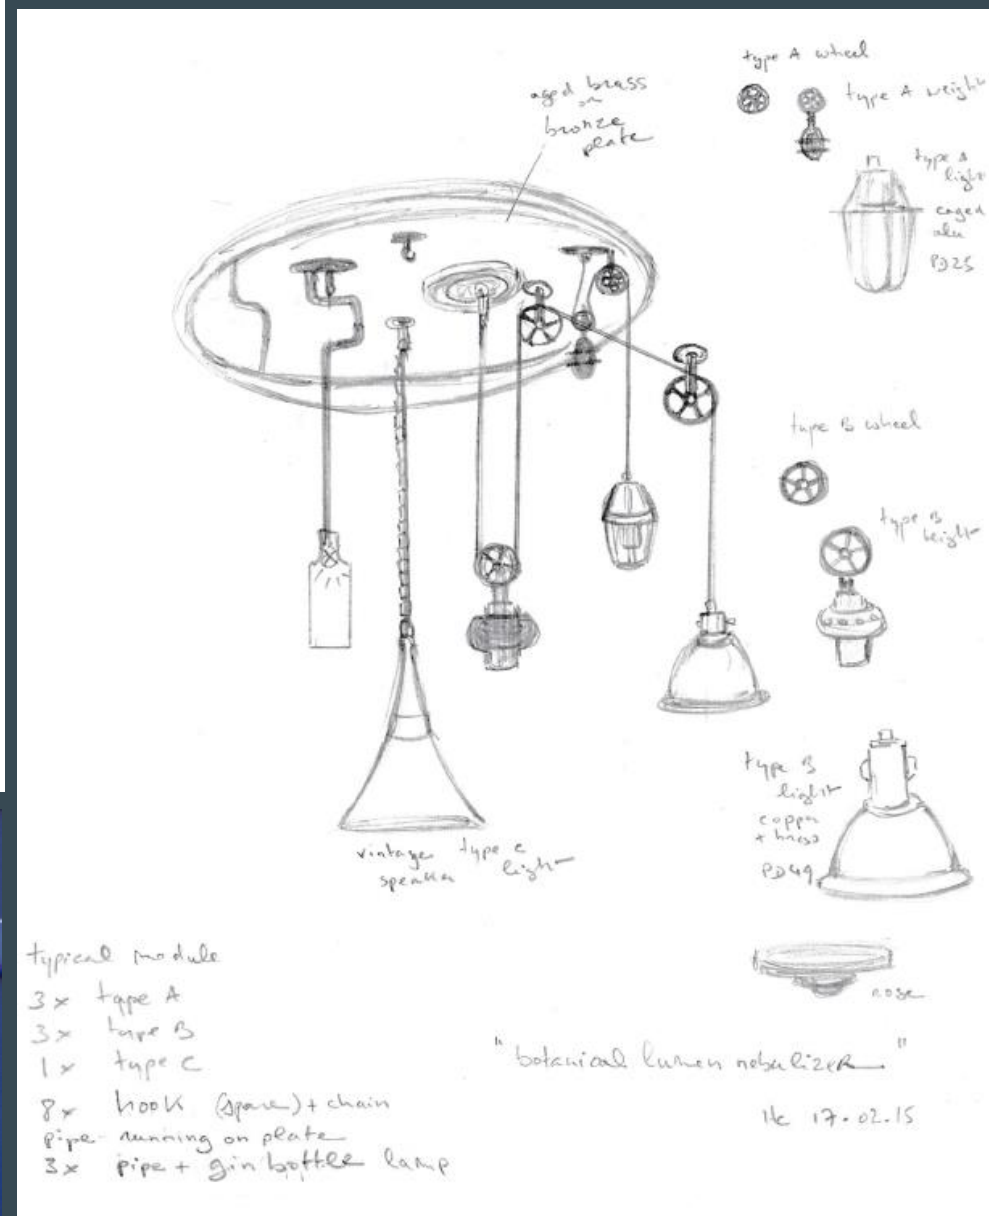 type A wheel
type A weight
aged brass
or
bronze
plate
type A
light
caged
alu
PD25
type B wheel
type B
weight
type B
light
copper
+ brass
PD49
vintage
speaker
type C
light
rose
typical module
3x type A
3x type B
1x type C
8x hook (spare) + chain
pipe running on plate
3x pipe + gin bottle lamp
"botanical lumen nebulizer"
17.02.15